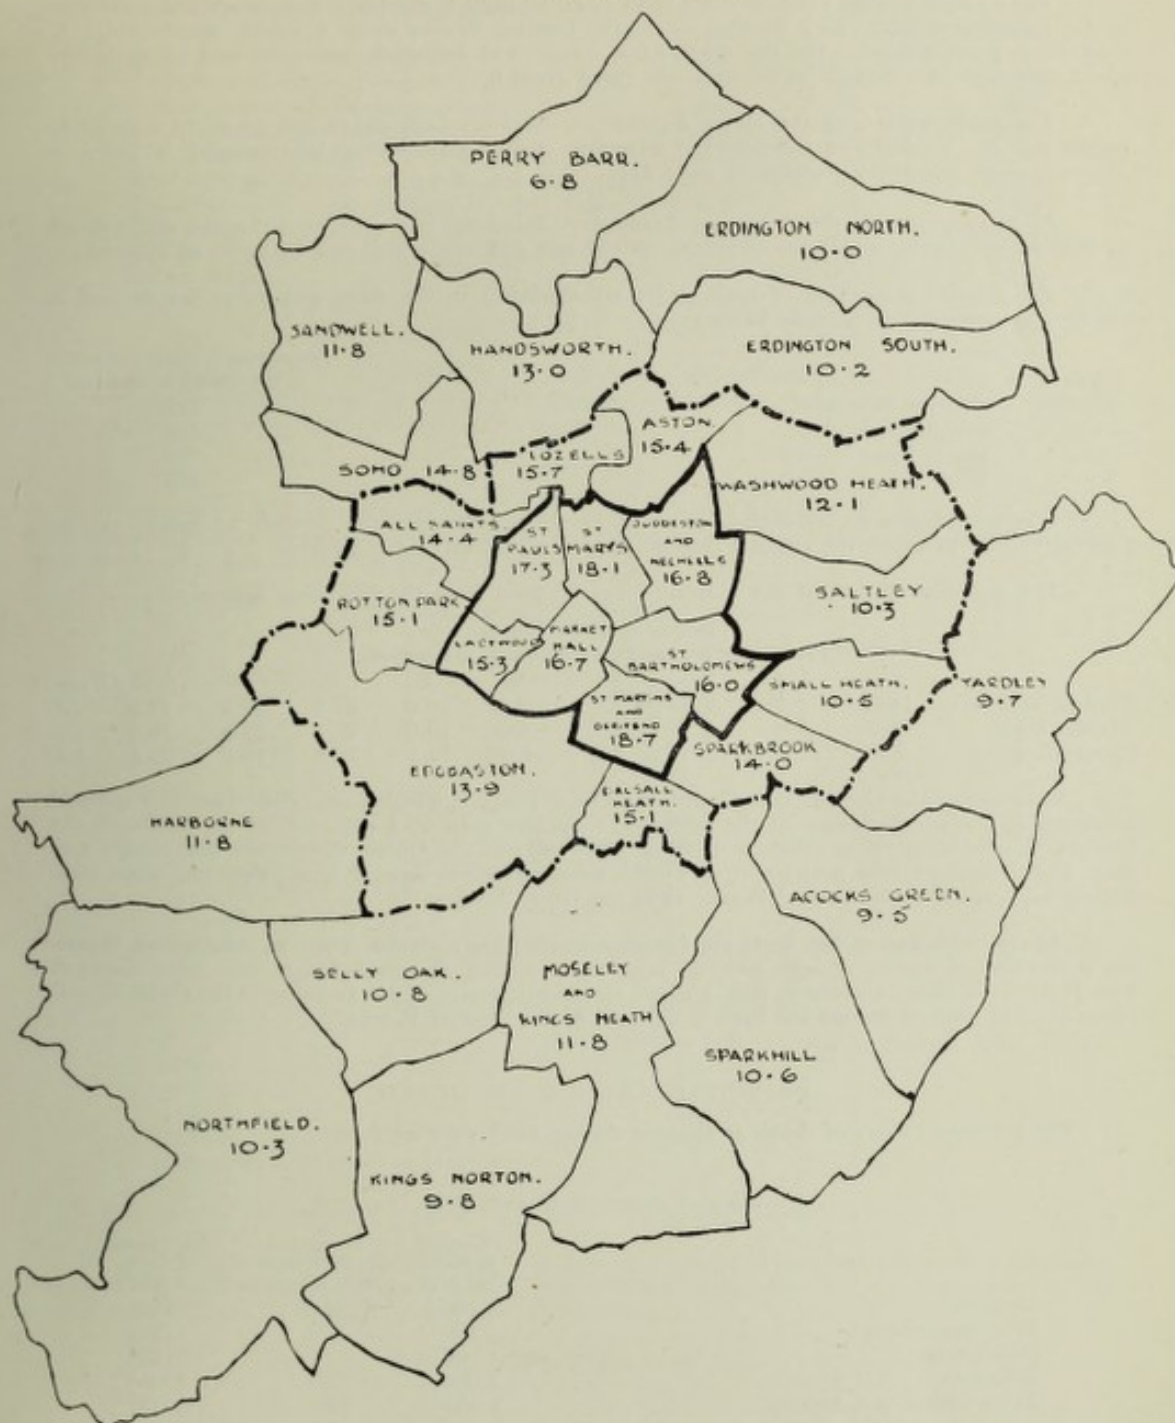 PERRY BARR.
6·8
ERDINGTON NORTH.
10·0
SANDWELL.
11·8
HANDSWORTH.
13·0
ERDINGTON SOUTH.
10·2
ASTON.
15·4
SOHO 14·8
LOZELLS
15·7
WASHWOOD HEATH.
12·1
ALL SAINTS
14·4
ST
PAULS
17·3
ST
MARYS
18·1
DUDDESTON
AND
NECHELLS
16·8
SALTLEY
10·3
ROTTON PARK
15·1
LADYWOOD
15·3
MARKET
HALL
16·7
ST
BARTHOLOMEWS
16·0
SMALL HEATH.
10·5
YARDLEY
9·7
ST MARTINS
AND
DERITEND
18·7
SPARKBROOK
14·0
EDGBASTON.
13·9
BALSALL
HEATH.
15·1
HARBORNE
11·8
ACOCKS GREEN.
9·5
SELLY OAK.
10·8
MOSELEY
AND
KINGS HEATH
11·8
SPARKHILL
10·6
NORTHFIELD.
10·3
KINGS NORTON.
9·8